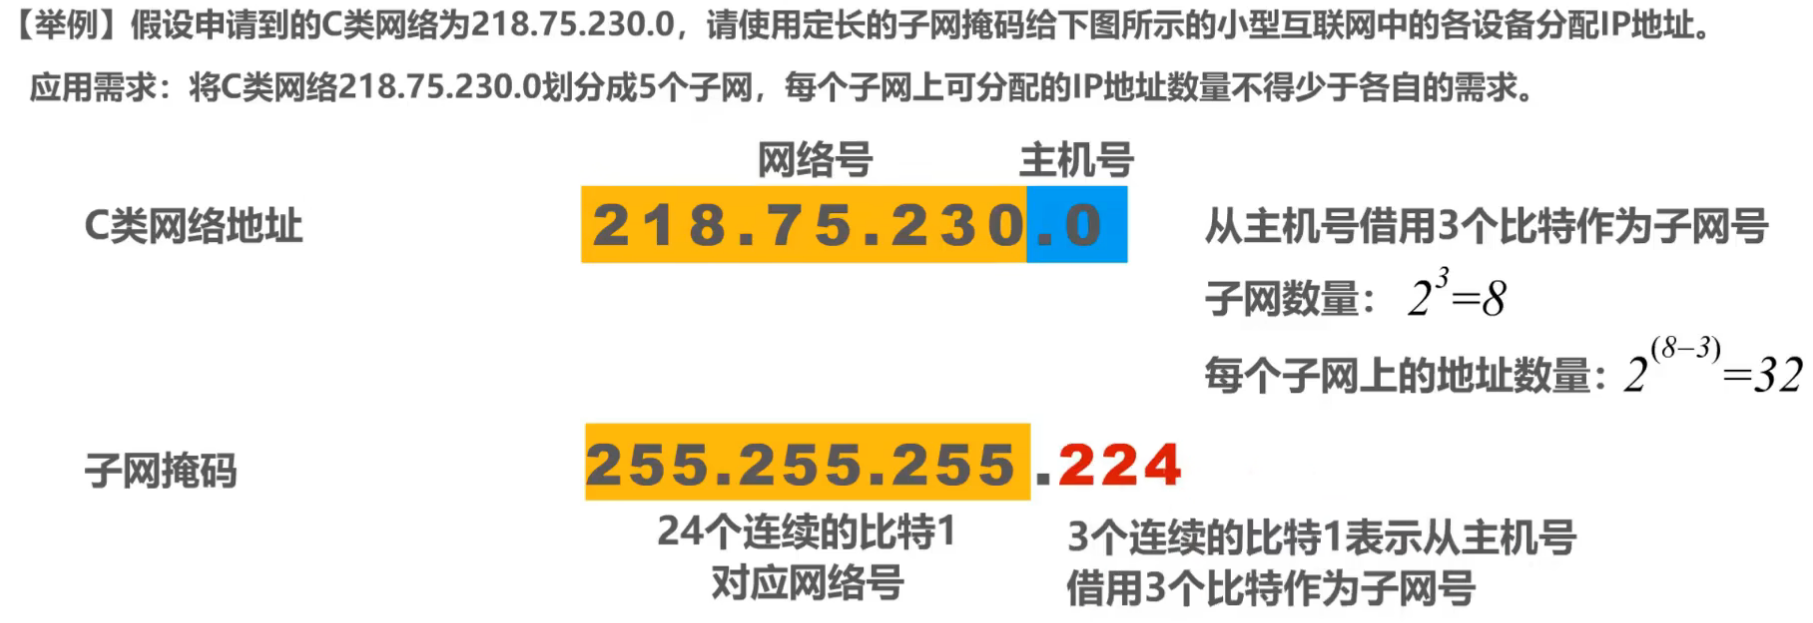 【举例】假设申请到的C类网络为218.75.230.0，请使用定长的子网掩码给下图所示的小型互联网中的各设备分配IP地址。
应用需求：将C类网络218.75.230.0划分成5个子网，每个子网上可分配的IP地址数量不得少于各自的需求。
网络号 主机号
C类网络地址 218.75.230.0 从主机号借用3个比特作为子网号
子网数量： 2^3=8
每个子网上的地址数量：2^(8-3)=32
子网掩码 255.255.255.224
24个连续的比特1 3个连续的比特1表示从主机号
对应网络号 借用3个比特作为子网号